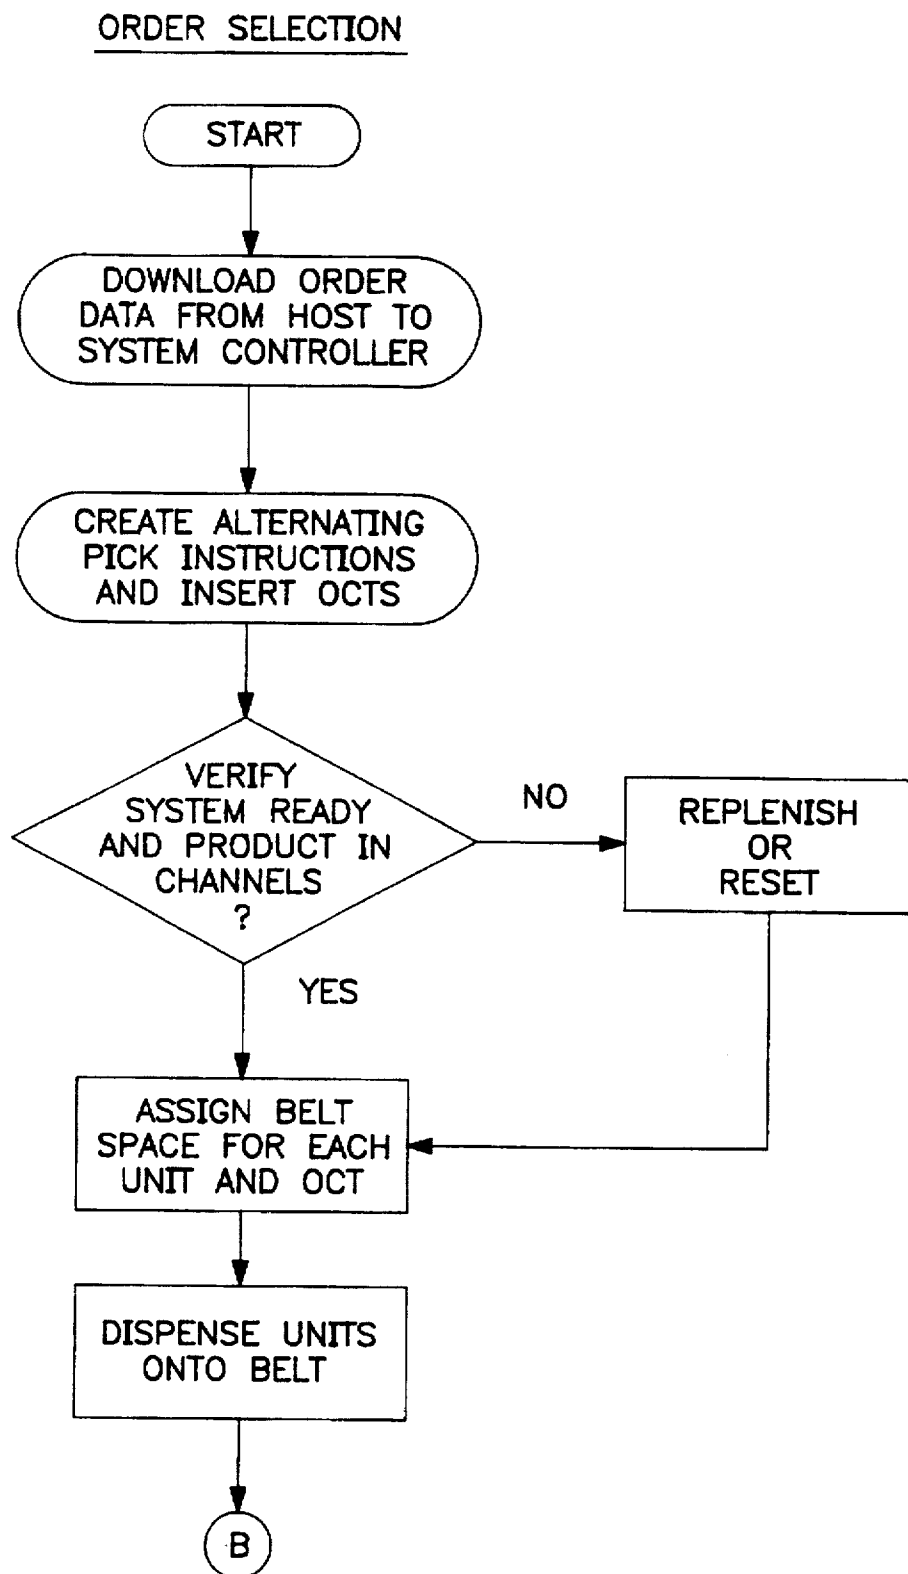 ORDER SELECTION
START
DOWNLOAD ORDER
DATA FROM HOST TO
SYSTEM CONTROLLER
CREATE ALTERNATING
PICK INSTRUCTIONS
AND INSERT OCTS
VERIFY
SYSTEM READY
AND PRODUCT IN
CHANNELS
?
NO
REPLENISH
OR
RESET
YES
ASSIGN BELT
SPACE FOR EACH
UNIT AND OCT
DISPENSE UNITS
ONTO BELT
B